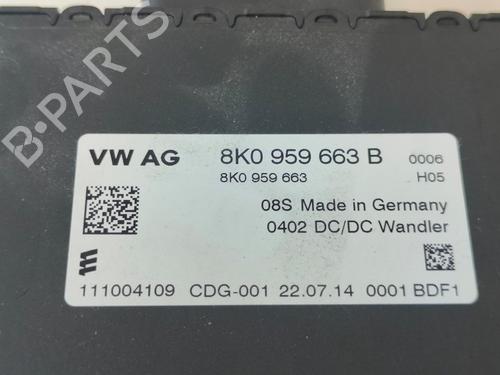 B-PARTS
VW AG 8K0 959 663 B 0006
8K0 959 663 H05
08S Made in Germany
0402 DC/DC Wandler
111004109 CDG-001 22.07.14 0001 BDF1